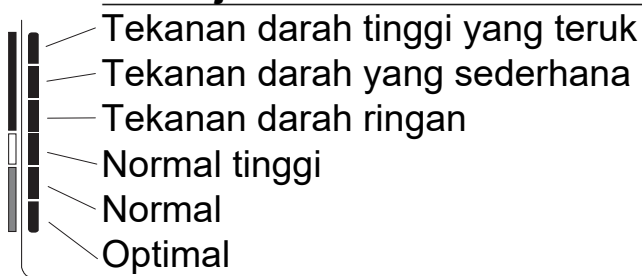 Tekanan darah tinggi yang teruk
Tekanan darah yang sederhana
Tekanan darah ringan
Normal tinggi
Normal
Optimal